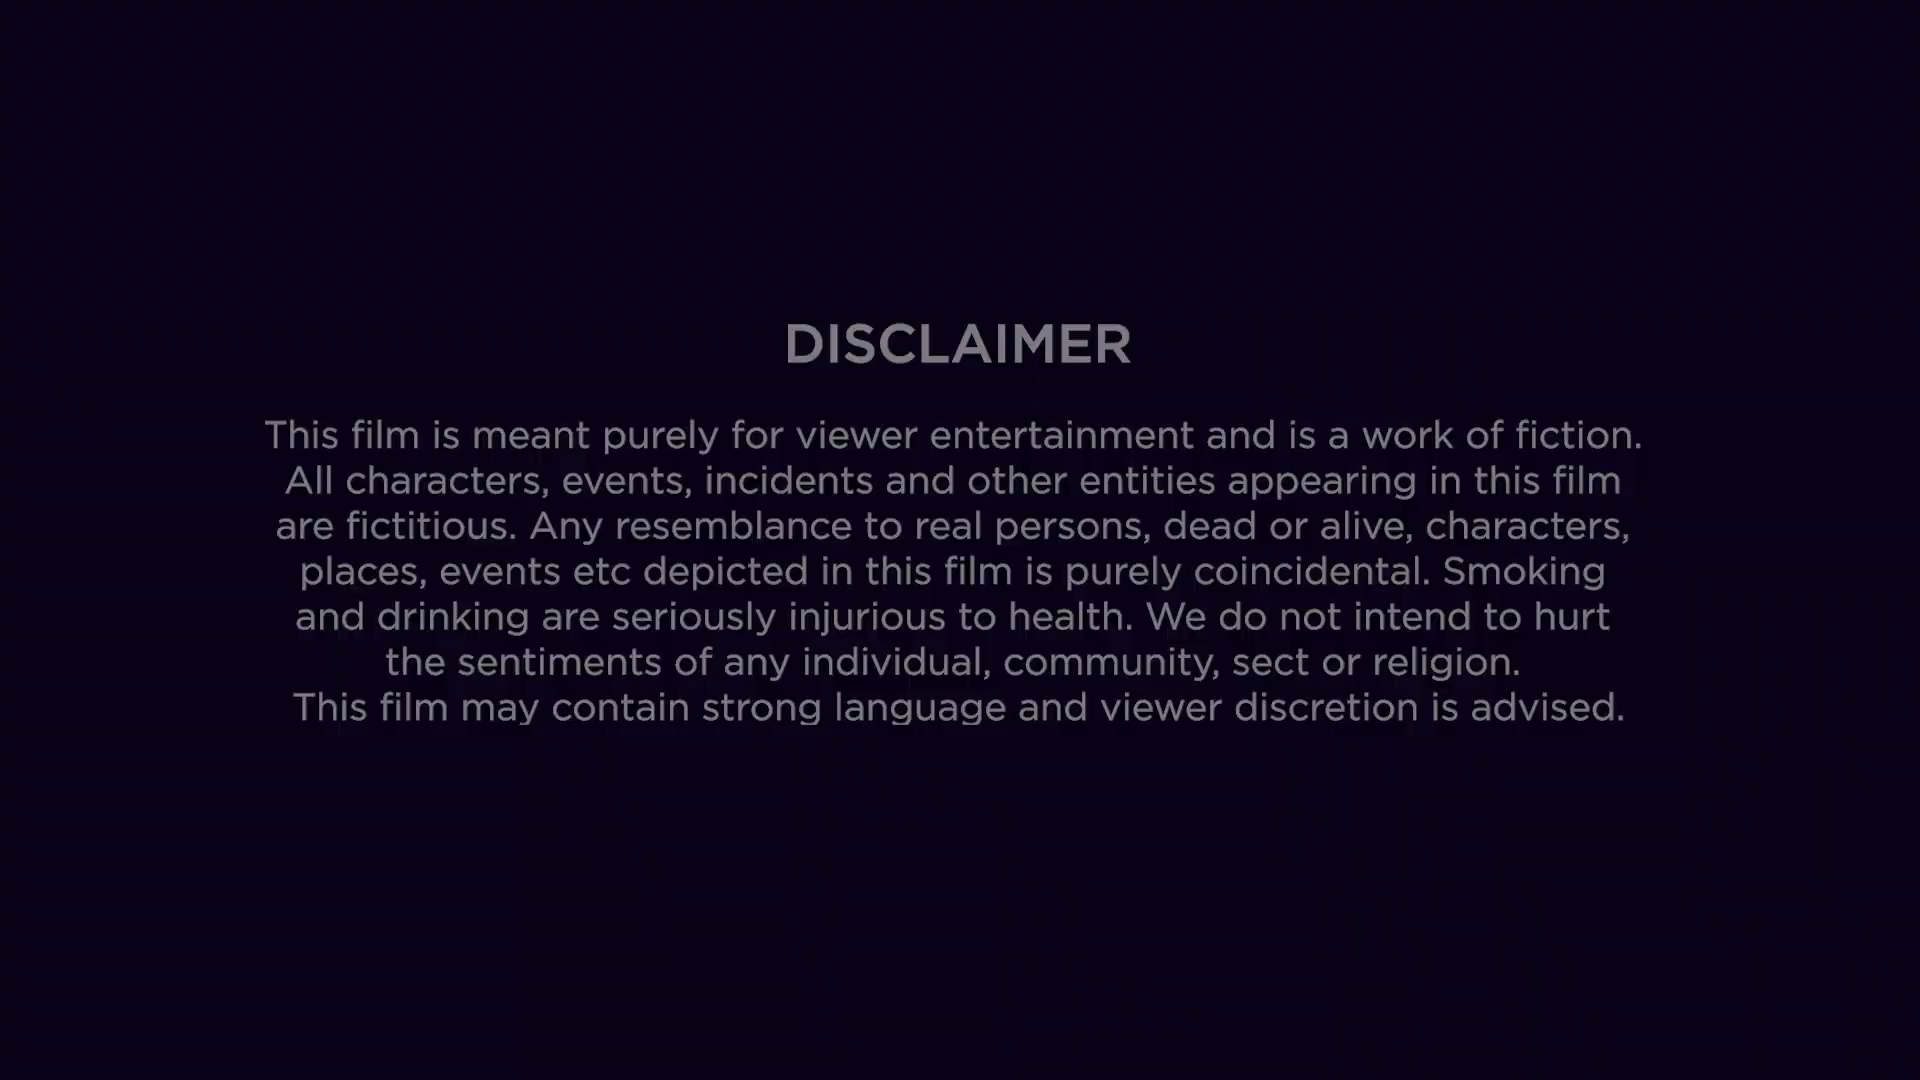 DISCLAIMER
This film is meant purely for viewer entertainment and is a work of fiction.
All characters, events, incidents and other entities appearing in this film
are fictitious. Any resemblance to real persons, dead or alive, characters,
places, events etc depicted in this film is purely coincidental. Smoking
and drinking are seriously injurious to health. We do not intend to hurt
the sentiments of any individual, community, sect or religion.
This film may contain strong language and viewer discretion is advised.